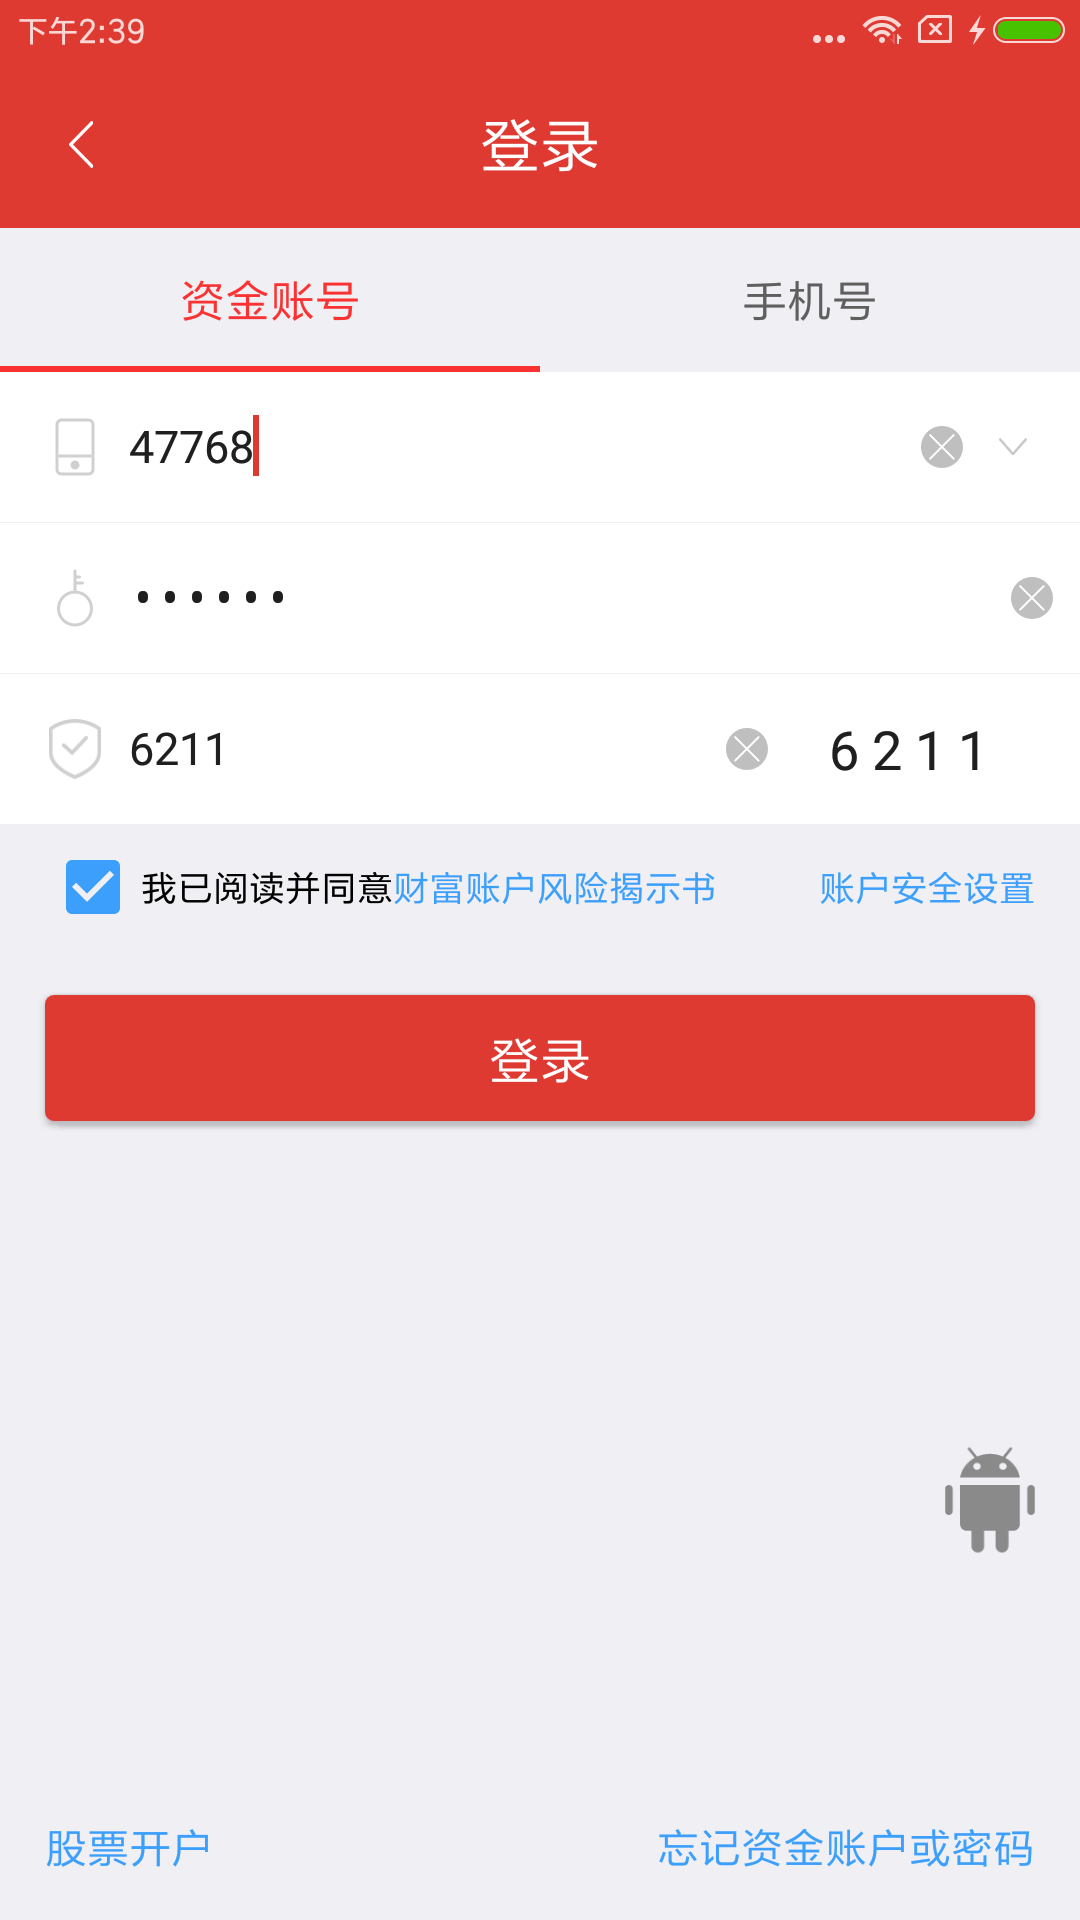 下午2:39
登录
资金账号 手机号
47768
••••••
6211 6211
我已阅读并同意财富账户风险揭示书 账户安全设置
登录
股票开户 忘记资金账户或密码